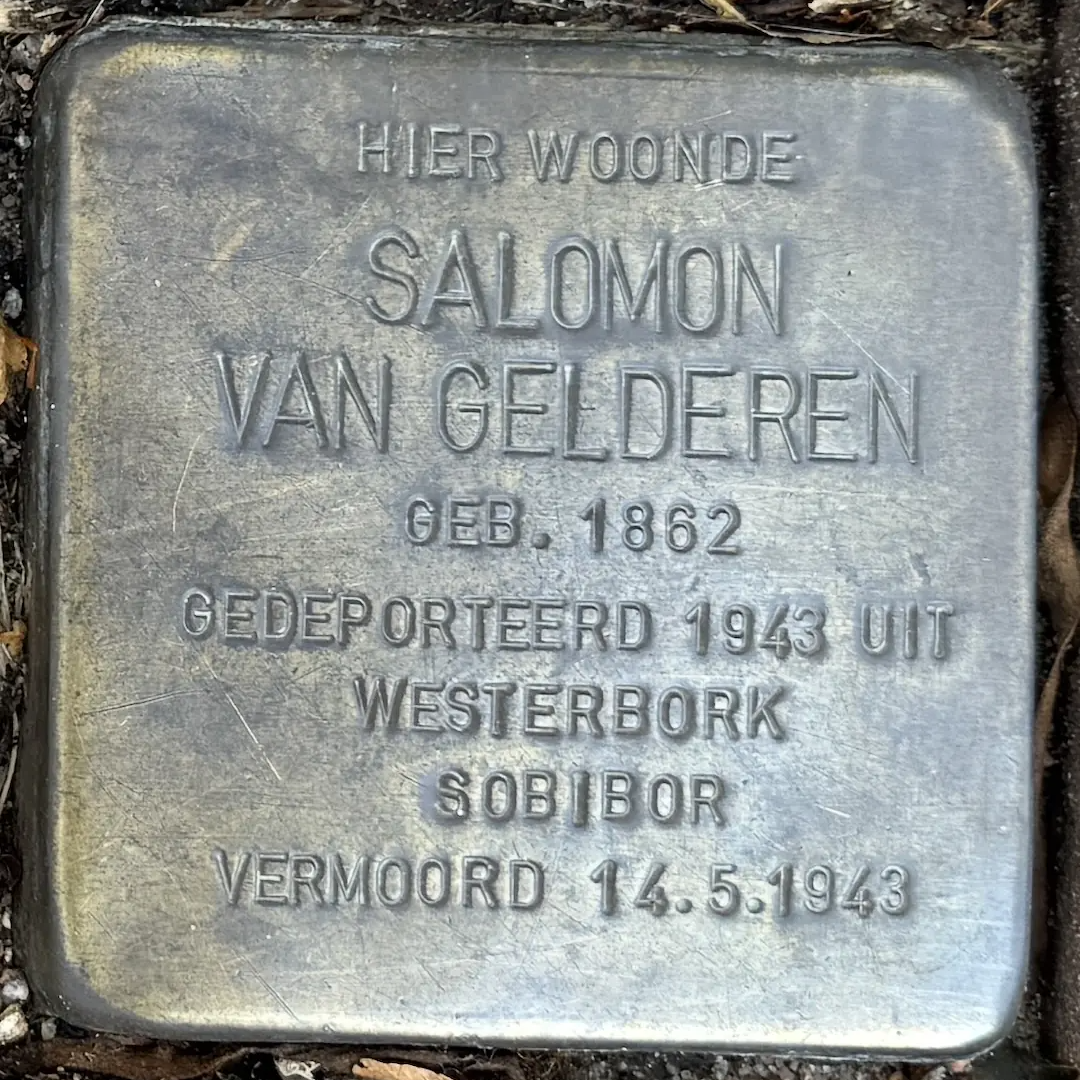 HIER WOONDE
SALOMON
VAN GELDEREN
GEB. 1862
GEDEPORTEERD 1943 UIT
WESTERBORK
SOBIBOR
VERMOORD 14.5.1943